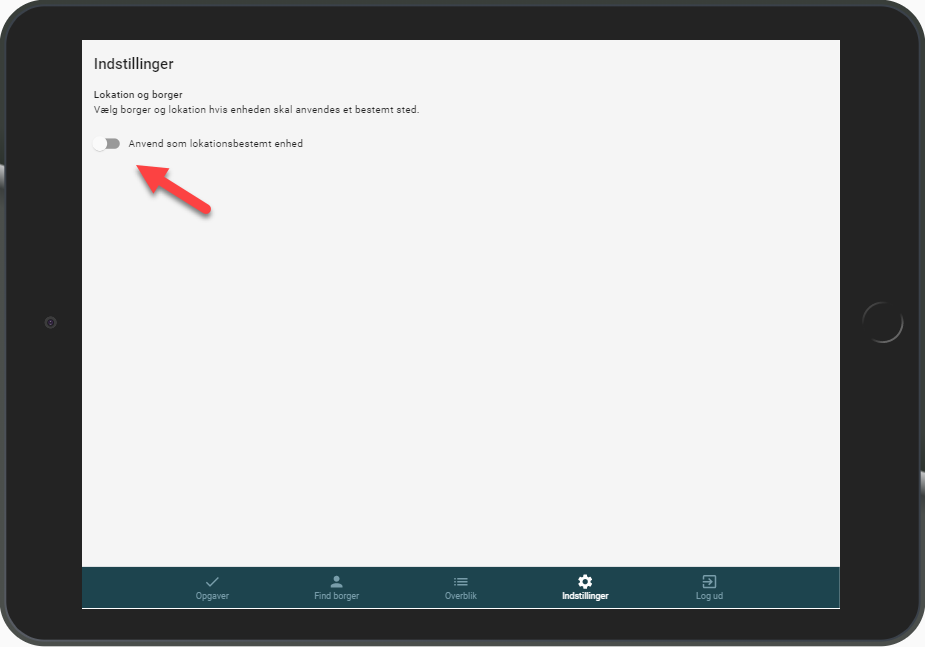 Indstillinger
Lokation og borger
Vælg borger og lokation hvis enheden skal anvendes et bestemt sted.
Anvend som lokationsbestemt enhed
Opgaver
Find borger
Overblik
Indstillinger
Log ud